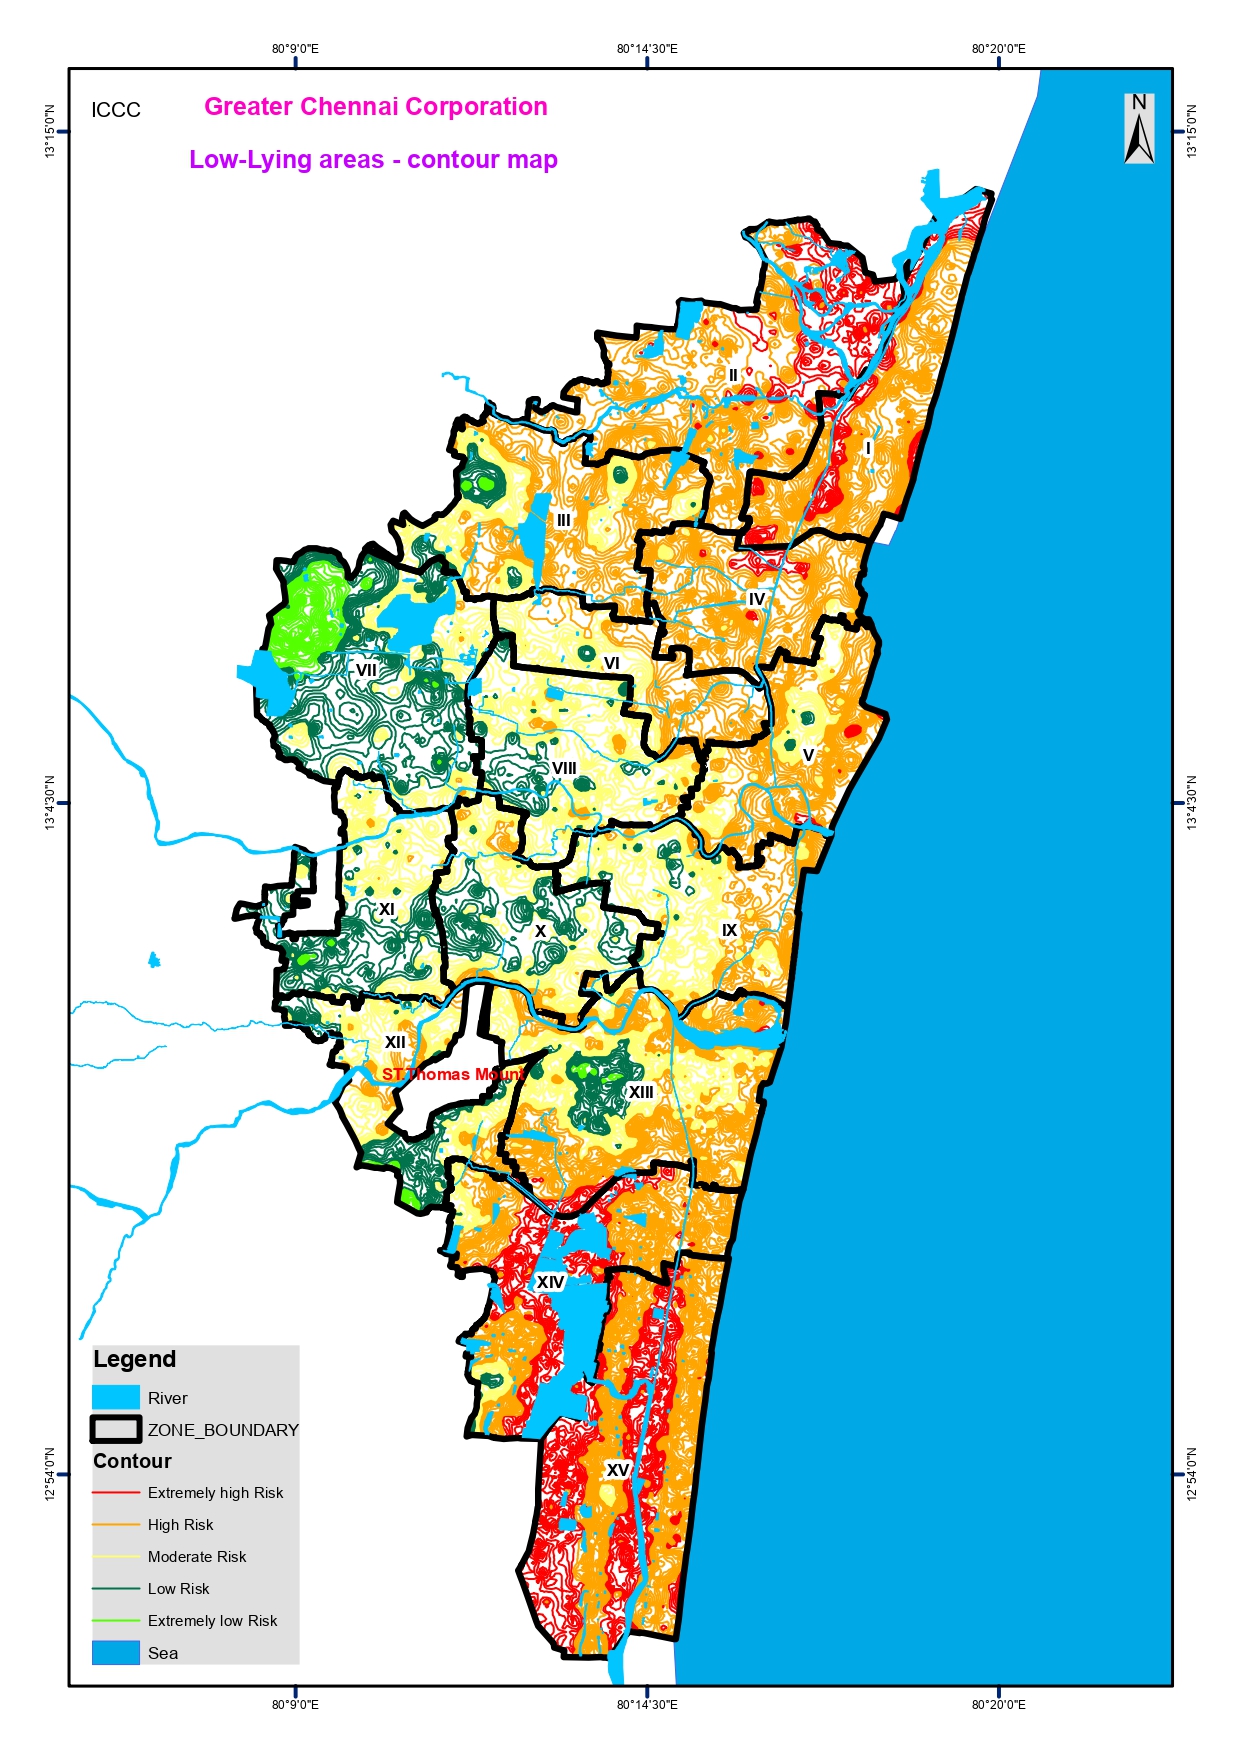 80°9'0"E
80°14'30"E
80°20'0"E
ICCC
Greater Chennai Corporation
N
13°15'0"N
13°15'0"N
Low-Lying areas - contour map
II
I
III
IV
VI
VII
V
VIII
13°4'30"N
13°4'30"N
XI
X
IX
XII
ST.Thomas Mount
XIII
XIV
XV
12°54'0"N
12°54'0"N
Legend
River
ZONE_BOUNDARY
Contour
Extremely high Risk
High Risk
Moderate Risk
Low Risk
Extremely low Risk
Sea
80°9'0"E
80°14'30"E
80°20'0"E